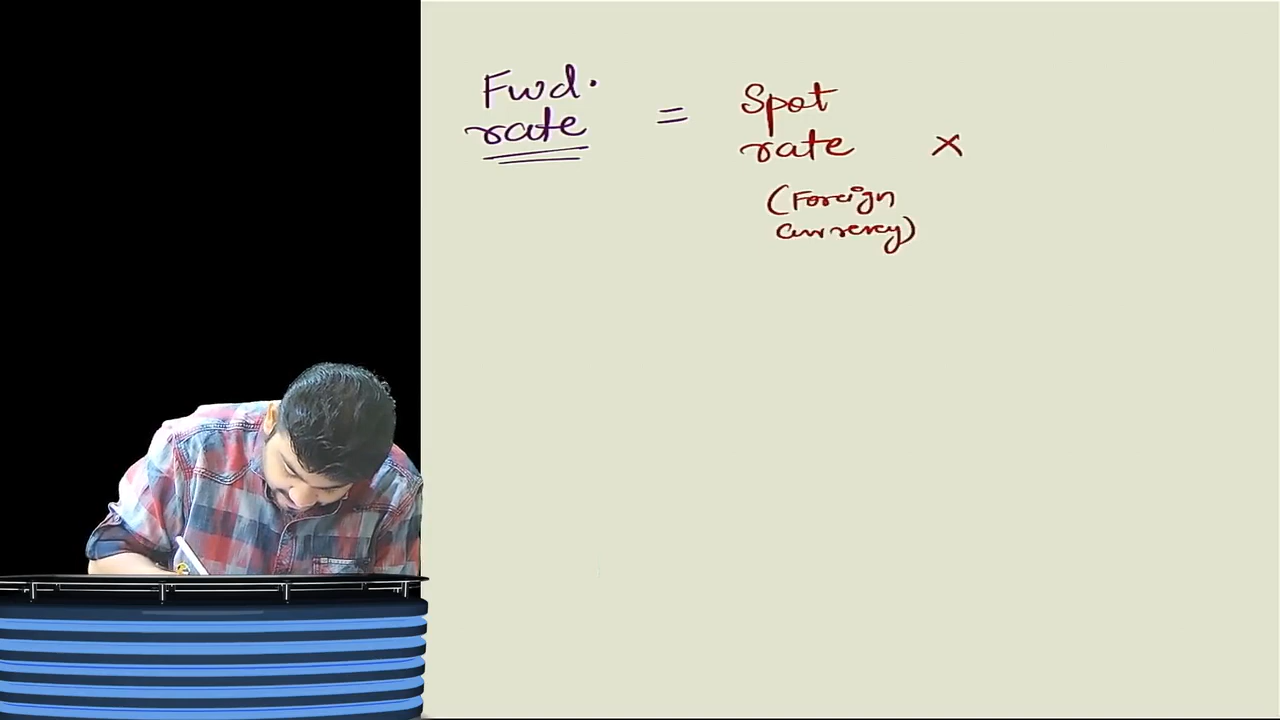 Fwd.
rate = Spot
rate ×
(Foreign
currency)